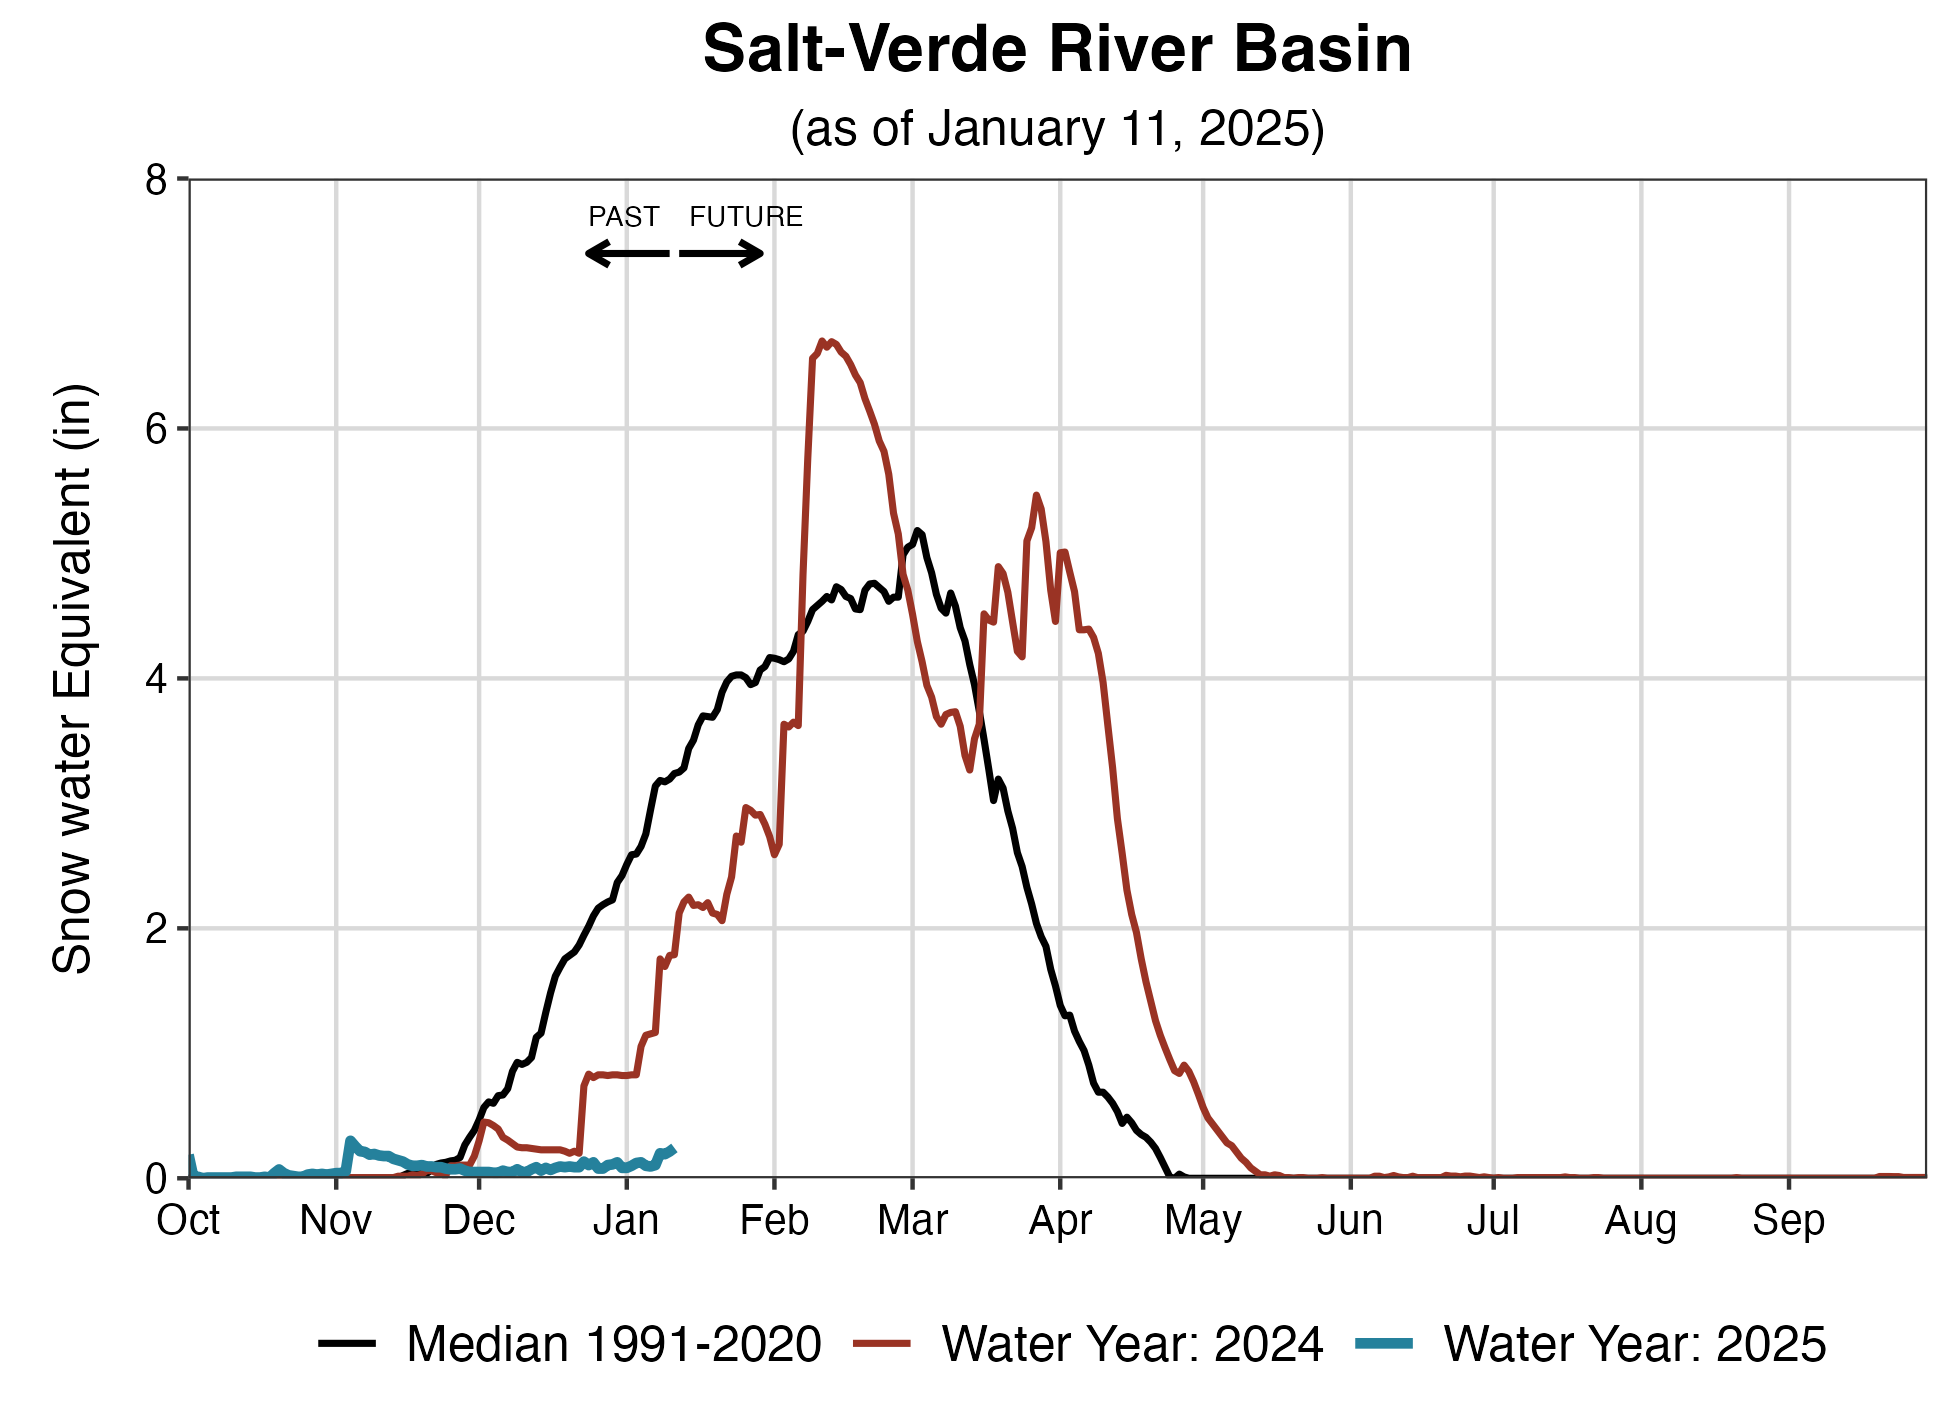 Salt-Verde River Basin
(as of January 11, 2025)
PAST FUTURE
Snow water Equivalent (in)
8
6
4
2
0
Oct Nov Dec Jan Feb Mar Apr May Jun Jul Aug Sep
Median 1991-2020 Water Year: 2024 Water Year: 2025